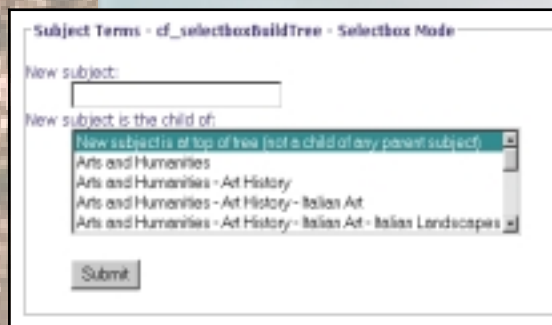 Subject Terms - cf_selectboxBuildTree - Selectbox Mode
New subject:
New subject is the child of:
New subject is at top of tree (not a child of any parent subject)
Arts and Humanities
Arts and Humanities - Art History
Arts and Humanities - Art History - Italian Art
Arts and Humanities - Art History - Italian Art - Italian Landscapes
Submit